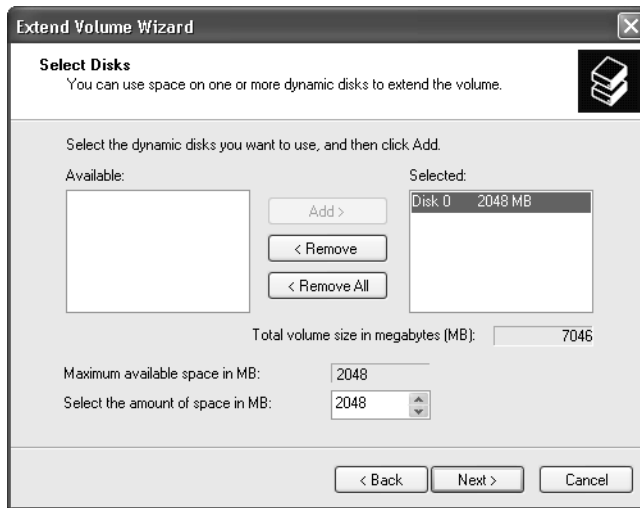 Extend Volume Wizard
Select Disks
You can use space on one or more dynamic disks to extend the volume.
Select the dynamic disks you want to use, and then click Add.
Available:
Selected:
Disk 0 2048 MB
Add >
< Remove
< Remove All
Total volume size in megabytes (MB): 7046
Maximum available space in MB: 2048
Select the amount of space in MB: 2048
< Back
Next >
Cancel